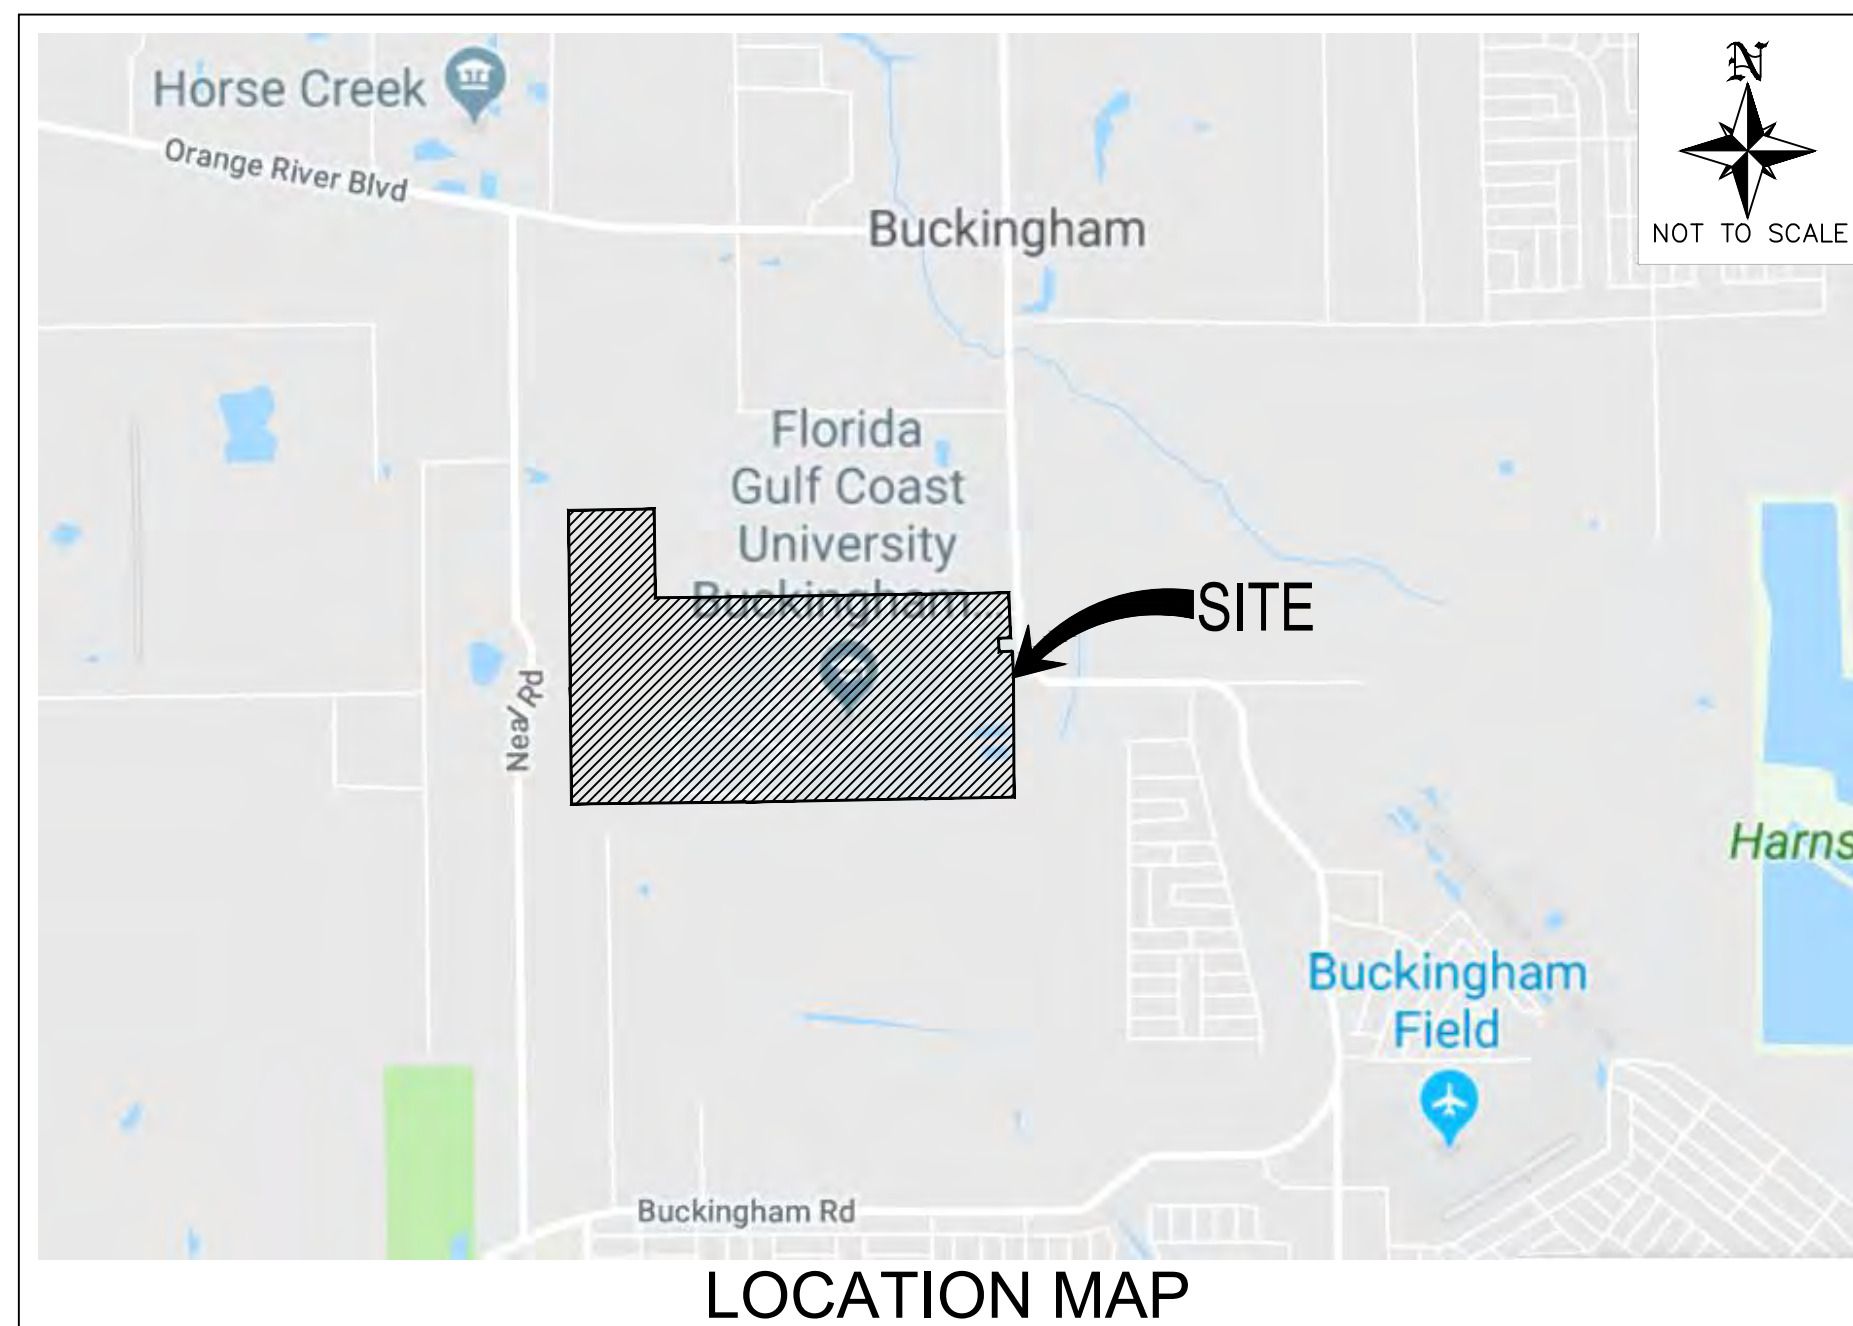 N
NOT TO SCALE
Horse Creek
Orange River Blvd
Buckingham
Florida
Gulf Coast
University
Buckingham...
SITE
Neal Rd
Harns
Buckingham
Field
Buckingham Rd
LOCATION MAP